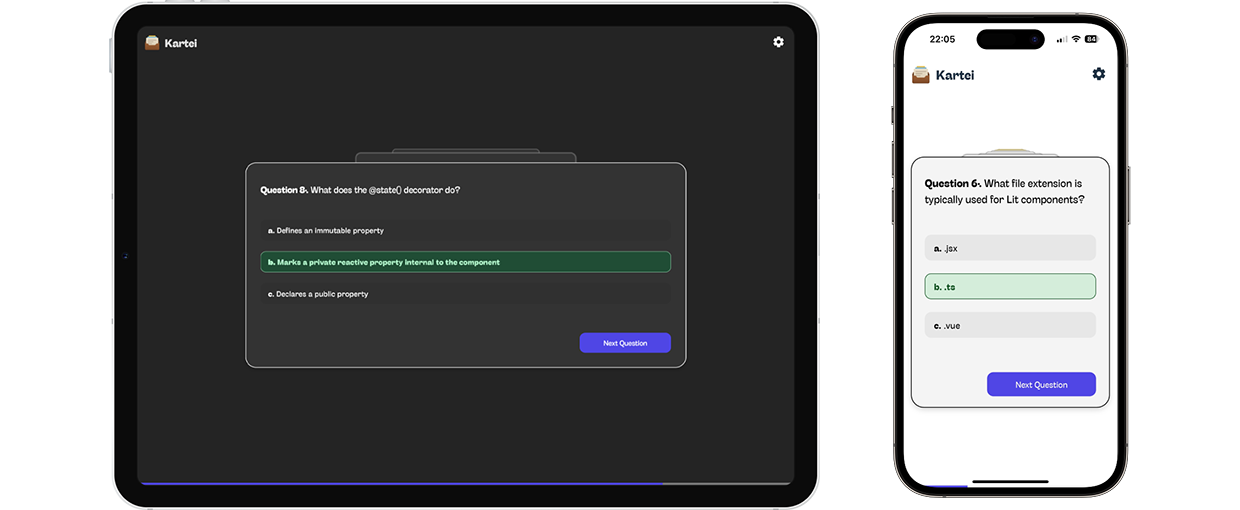 Kartei
Question 8. What does the @state() decorator do?
a. Defines an immutable property
b. Marks a private reactive property internal to the component
c. Declares a public property
Next Question
22:05
84
Kartei
Question 6. What file extension is
typically used for Lit components?
a. .jsx
b. .ts
c. .vue
Next Question